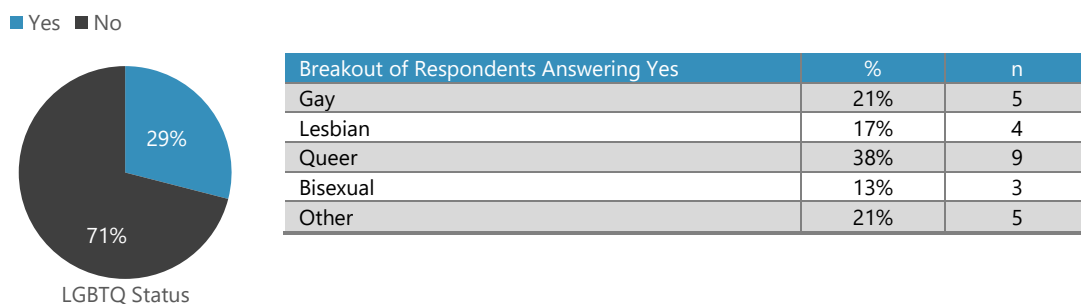 Yes No
29%
71%
LGBTQ Status
Breakout of Respondents Answering Yes % n
Gay 21% 5
Lesbian 17% 4
Queer 38% 9
Bisexual 13% 3
Other 21% 5